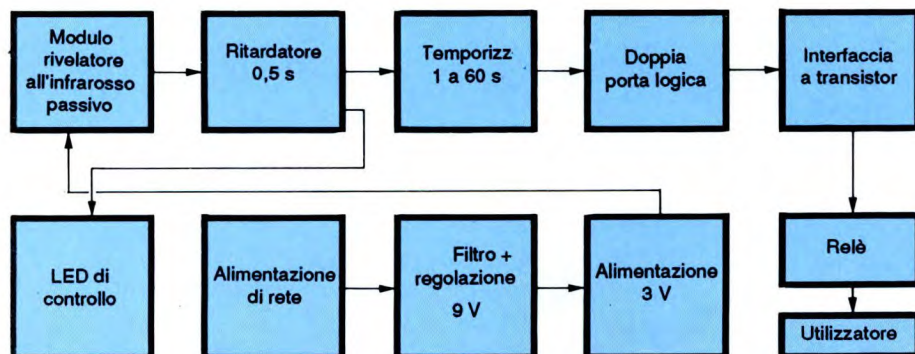 Modulo
rivelatore
all'infrarosso
passivo
Ritardatore
0,5 s
Temporizz
1 a 60 s
Doppia
porta logica
Interfaccia
a transistor
LED di
controllo
Alimentazione
di rete
Filtro +
regolazione
9 V
Alimentazione
3 V
Relè
Utilizzatore